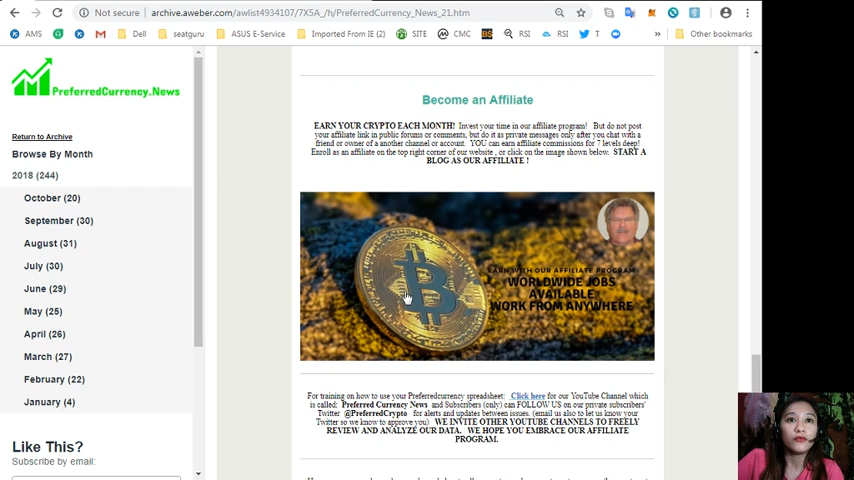 archive.aweber.com/awlist4934107/7X5A_/h/PreferredCurrency_News_21.htm
AMS
Dell
seatguru
ASUS E-Service
Imported From IE (2)
SITE
CMC
BS
RSI
RSI
T
»
Other bookmarks
PreferredCurrency.News
Return to Archive
Browse By Month
2018 (244)
October (20)
September (30)
August (31)
July (30)
June (29)
May (25)
April (26)
March (27)
February (22)
January (4)
Like This?
Subscribe by email:
Become an Affiliate
EARN YOUR CRYPTO EACH MONTH! Invest your time in our affiliate program! But do not post
your affiliate link in public forums or comments, but do it as private messages only after you chat with a
friend or owner of a another channel or account. YOU can earn affiliate commissions for 7 levels deep!
Enroll as an affiliate on the top right corner of our website , or click on the image shown below. START A
BLOG AS OUR AFFILIATE !
EARN WITH OUR AFFILIATE PROGRAM
WORLDWIDE JOBS
AVAILABLE
WORK FROM ANYWHERE
For training on how to use your Preferredcurrency spreadsheet: Click here for our YouTube Channel which
is called: Preferred Currency News and Subscribers (only) can FOLLOW US on our private subscribers'
Twitter @PreferredCrypto for alerts and updates between issues. (email us also to let us know your
Twitter so we know to approve you) WE INVITE OTHER YOUTUBE CHANNELS TO FREELY
REVIEW AND ANALYZE OUR DATA. WE HOPE YOU EMBRACE OUR AFFILIATE
PROGRAM.